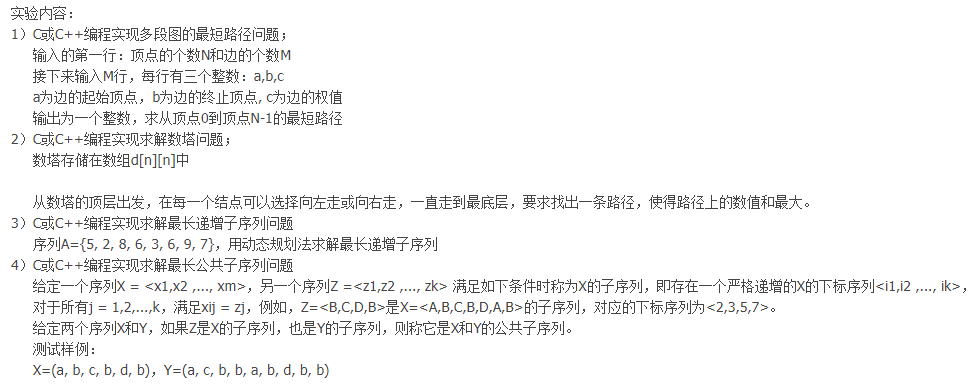 实验内容：
1）C或C++编程实现多段图的最短路径问题；
输入的第一行：顶点的个数N和边的个数M
接下来输入M行，每行有三个整数：a,b,c
a为边的起始顶点，b为边的终止顶点, c为边的权值
输出为一个整数，求从顶点0到顶点N-1的最短路径
2）C或C++编程实现求解数塔问题；
数塔存储在数组d[n][n]中
从数塔的顶层出发，在每一个结点可以选择向左走或向右走，一直走到最底层，要求找出一条路径，使得路径上的数值和最大。
3）C或C++编程实现求解最长递增子序列问题
序列A={5, 2, 8, 6, 3, 6, 9, 7}，用动态规划法求解最长递增子序列
4）C或C++编程实现求解最长公共子序列问题
给定一个序列X = <x1,x2 ,..., xm>，另一个序列Z =<z1,z2 ,..., zk> 满足如下条件时称为X的子序列，即存在一个严格递增的X的下标序列<i1,i2 ,..., ik>，
对于所有j = 1,2,...,k，满足xij = zj，例如，Z=<B,C,D,B>是X=<A,B,C,B,D,A,B>的子序列，对应的下标序列为<2,3,5,7>。
给定两个序列X和Y，如果Z是X的子序列，也是Y的子序列，则称它是X和Y的公共子序列。
测试样例：
X=(a, b, c, b, d, b)，Y=(a, c, b, b, a, b, d, b, b)